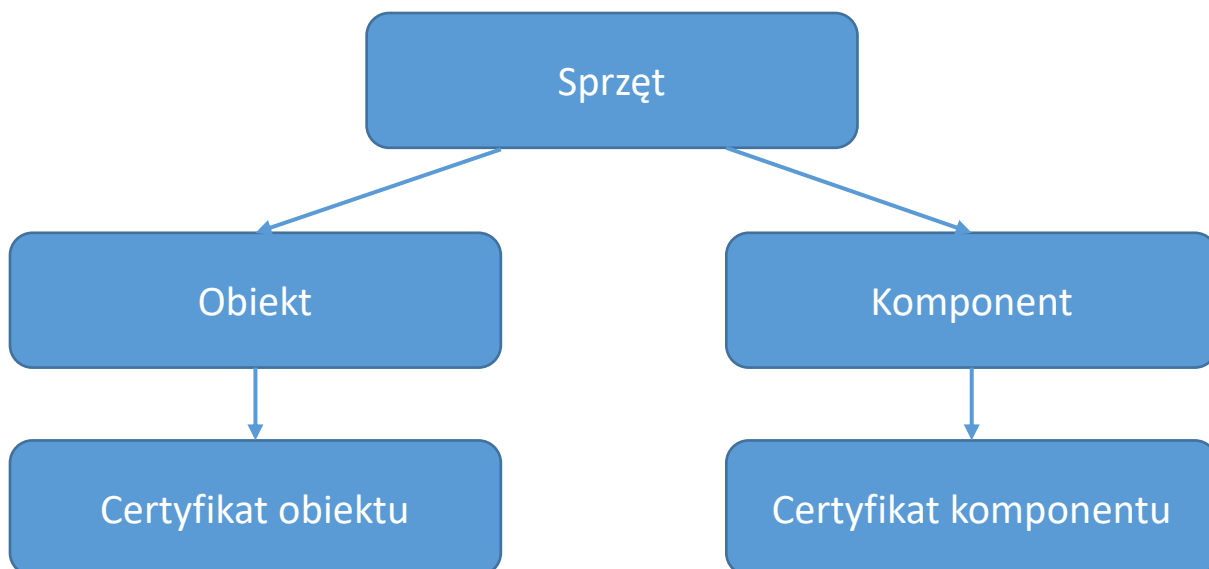 Sprzęt
Obiekt
Komponent
Certyfikat obiektu
Certyfikat komponentu